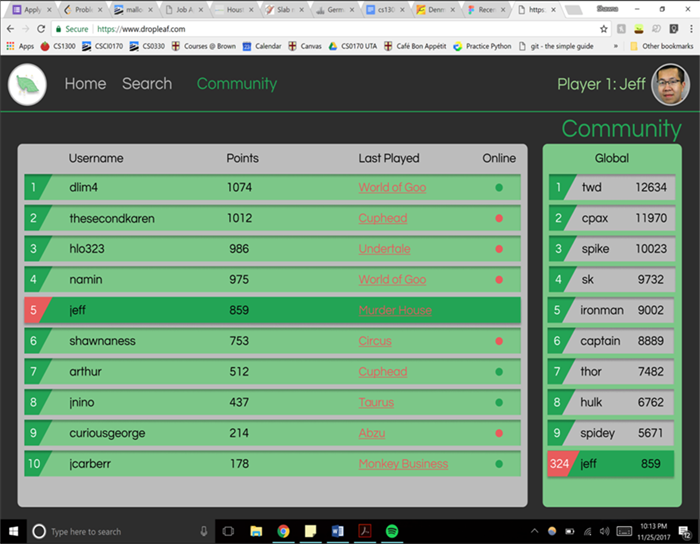 Using
Proble
mallo
Job A
Hous
Slab
Germ
cs13
Denn
Recen
https
Secure https://www.dropleaf.com
Apps CS1300 CSCI0170 CS0330 Courses @ Brown Calendar Canvas CS0170 UTA Café Bon Appétit Practice Python git - the simple guide » Other bookmarks
Home Search Community Player 1: Jeff
Community
Username Points Last Played Online
1 dlim4 1074 World of Goo
2 thesecondkaren 1012 Cuphead
3 hlo323 986 Undertale
4 namin 975 World of Goo
5 jeff 859 Murder House
6 shawnaness 753 Circus
7 arthur 512 Cuphead
8 jnino 437 Taurus
9 curiousgeorge 214 Abzu
10 jcarberr 178 Monkey Business
Global
1 twd 12634
2 cpax 11970
3 spike 10023
4 sk 9732
5 ironman 9002
6 captain 8889
7 thor 7482
8 hulk 6762
9 spidey 5671
324 jeff 859
Type here to search
10:13 PM
11/25/2017